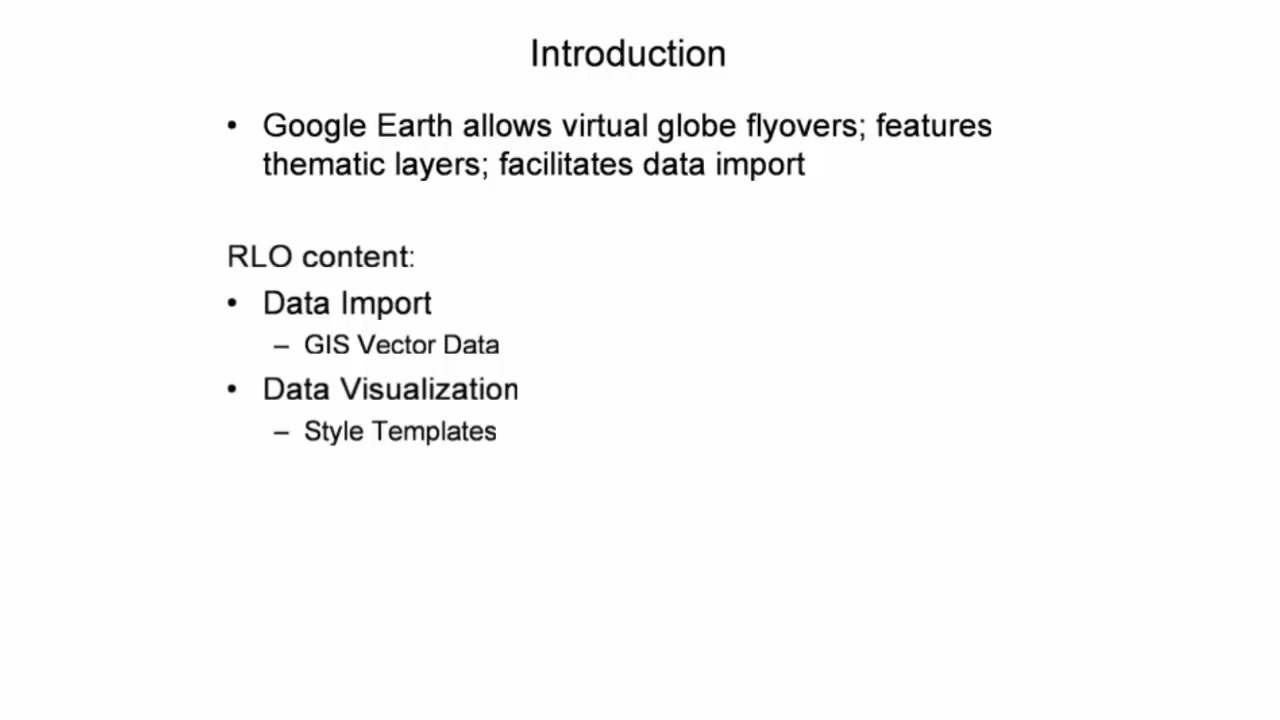 Introduction
• Google Earth allows virtual globe flyovers; features
thematic layers; facilitates data import
RLO content:
• Data Import
– GIS Vector Data
• Data Visualization
– Style Templates